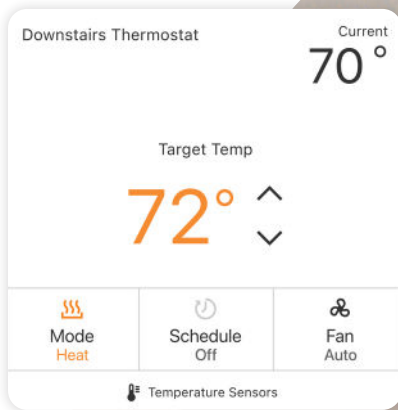 Downstairs Thermostat
Current
70°
Target Temp
72°
Mode
Heat
Schedule
Off
Fan
Auto
Temperature Sensors